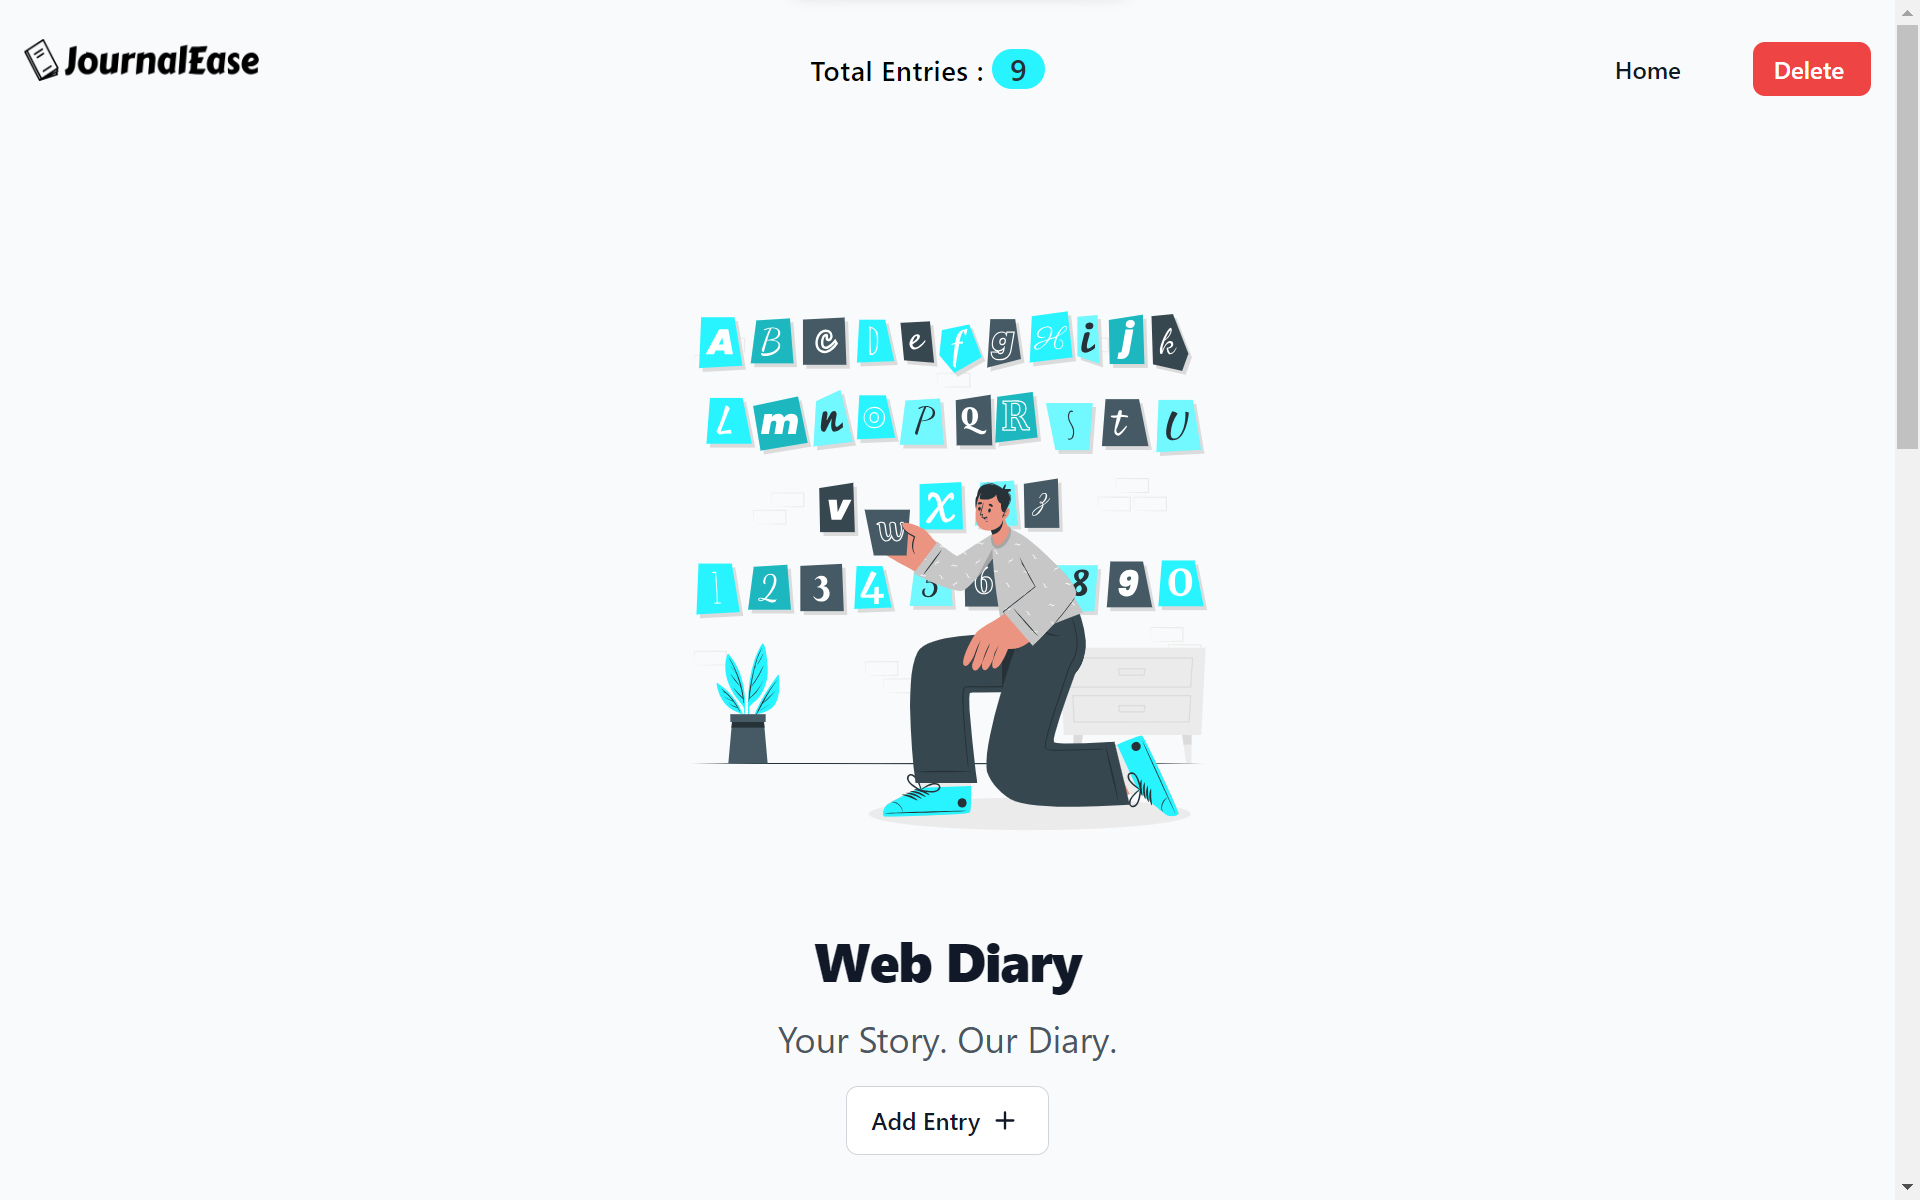 JournalEase
Total Entries : 9
Home
Delete
A B C D e f g H i j k
L m n O P Q R S t U
v w X z
1 2 3 4 5 6 8 9 0
Web Diary
Your Story. Our Diary.
Add Entry +